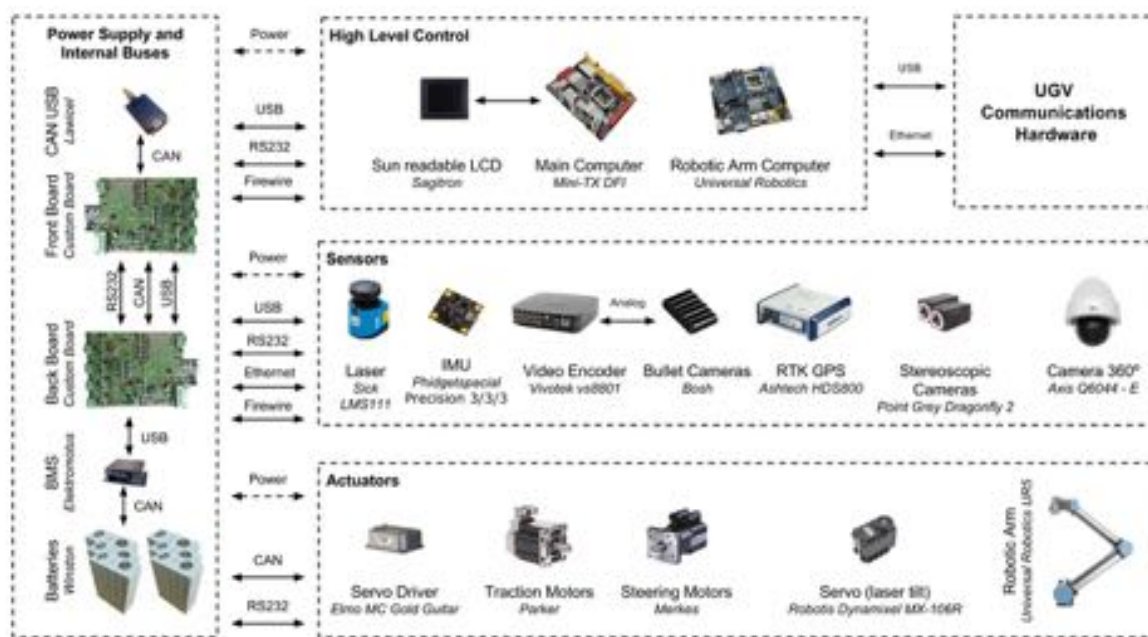 Power Supply and
Internal Buses
CAN USB
Lawicel
CAN
Front Board
Custom Board
RS232
CAN
USB
Back Board
Custom Board
USB
BMS
Elektromotus
CAN
Batteries
Winston
Power
USB
RS232
Firewire
Power
USB
RS232
Ethernet
Firewire
Power
CAN
RS232
High Level Control
Sun readable LCD
Sagitron
Main Computer
Mini-TX DFI
Robotic Arm Computer
Universal Robotics
USB
Ethernet
UGV
Communications
Hardware
Sensors
Analog
Laser
Sick
LMS111
IMU
Phidgetspacial
Precision 3/3/3
Video Encoder
Vivotek vs8801
Bullet Cameras
Bosh
RTK GPS
Ashtech HDS800
Stereoscopic
Cameras
Point Grey Dragonfly 2
Camera 360º
Axis Q6044 - E
Actuators
Servo Driver
Elmo MC Gold Guitar
Traction Motors
Parker
Steering Motors
Merkes
Servo (laser tilt)
Robotis Dynamixel MX-106R
Robotic Arm
Universal Robotics UR5